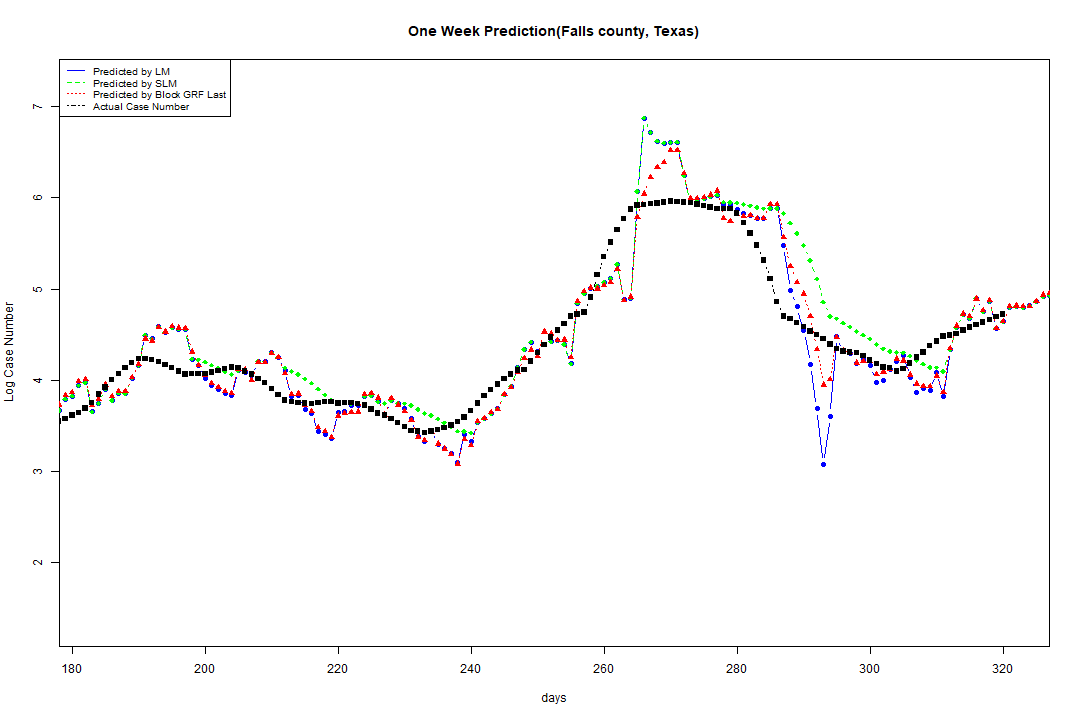 One Week Prediction(Falls county, Texas)
Predicted by LM
Predicted by SLM
Predicted by Block GRF Last
Actual Case Number
7
6
5
4
3
2
Log Case Number
180 200 220 240 260 280 300 320
days